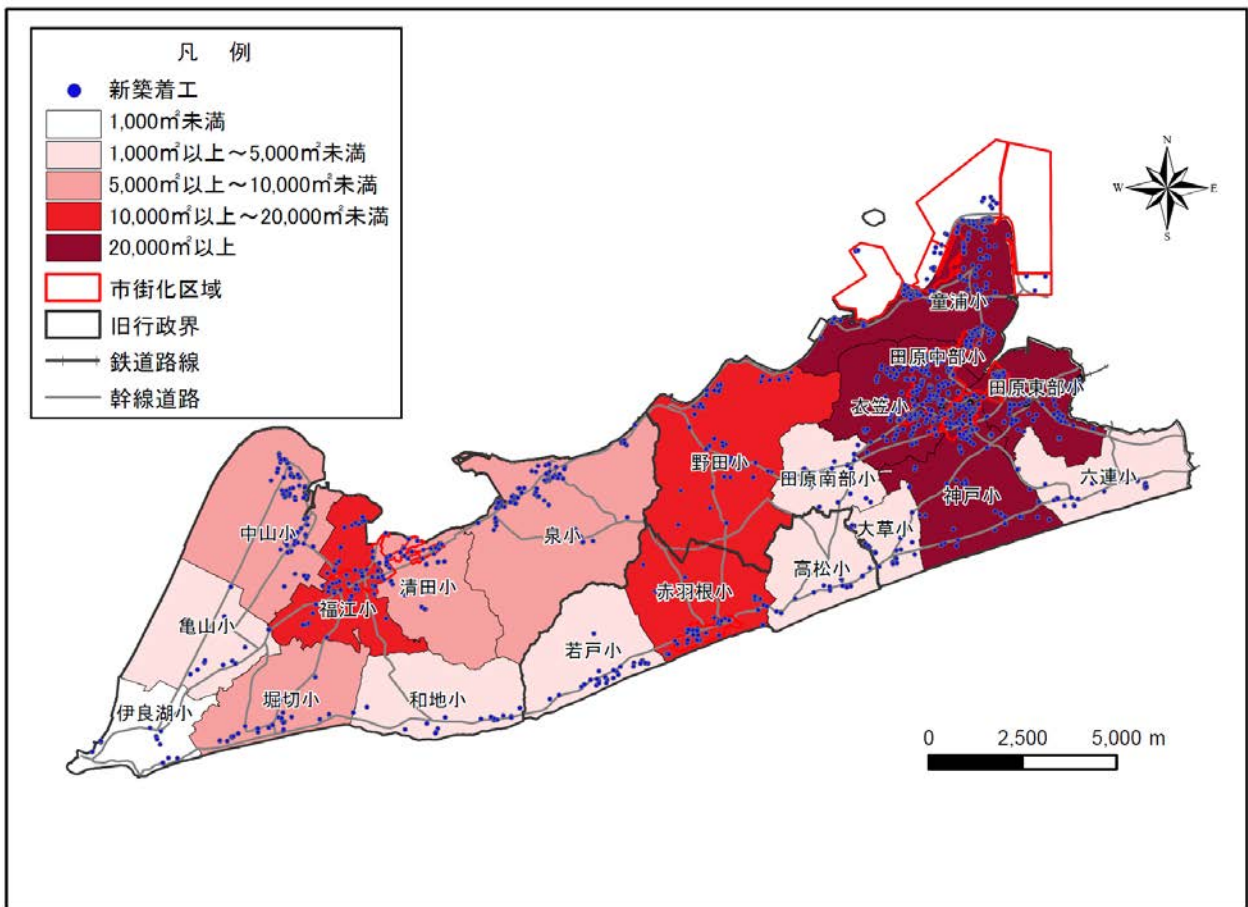 凡 例
新築着工
1,000㎡未満
1,000㎡以上～5,000㎡未満
5,000㎡以上～10,000㎡未満
10,000㎡以上～20,000㎡未満
20,000㎡以上
市街化区域
旧行政界
鉄道路線
幹線道路
N
W
E
S
童浦小
田原中部小
田原東部小
衣笠小
野田小
田原南部小
神戸小
六連小
大草小
高松小
赤羽根小
泉小
中山小
清田小
福江小
亀山小
若戸小
堀切小
和地小
伊良湖小
0 2,500 5,000 m